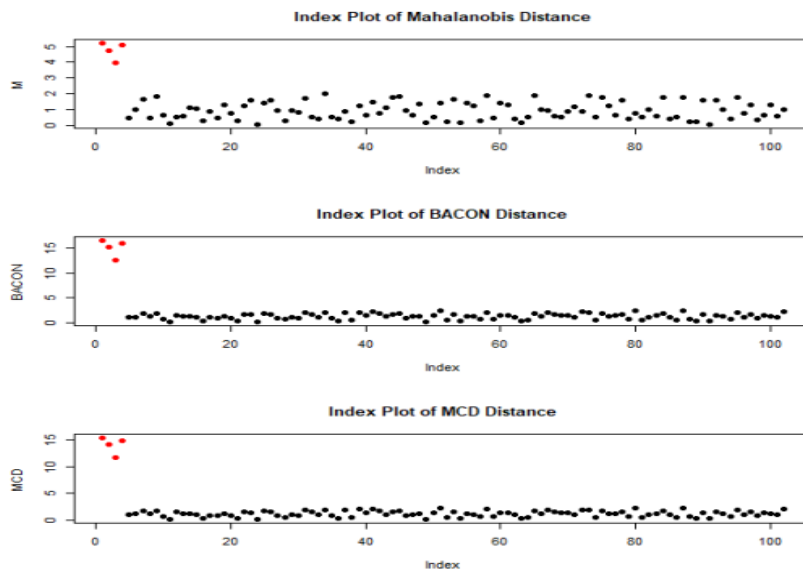 Index Plot of Mahalanobis Distance
M
5
4
3
2
1
0
0 20 40 60 80 100
Index
Index Plot of BACON Distance
BACON
15
10
5
0
0 20 40 60 80 100
Index
Index Plot of MCD Distance
MCD
15
10
5
0
0 20 40 60 80 100
Index